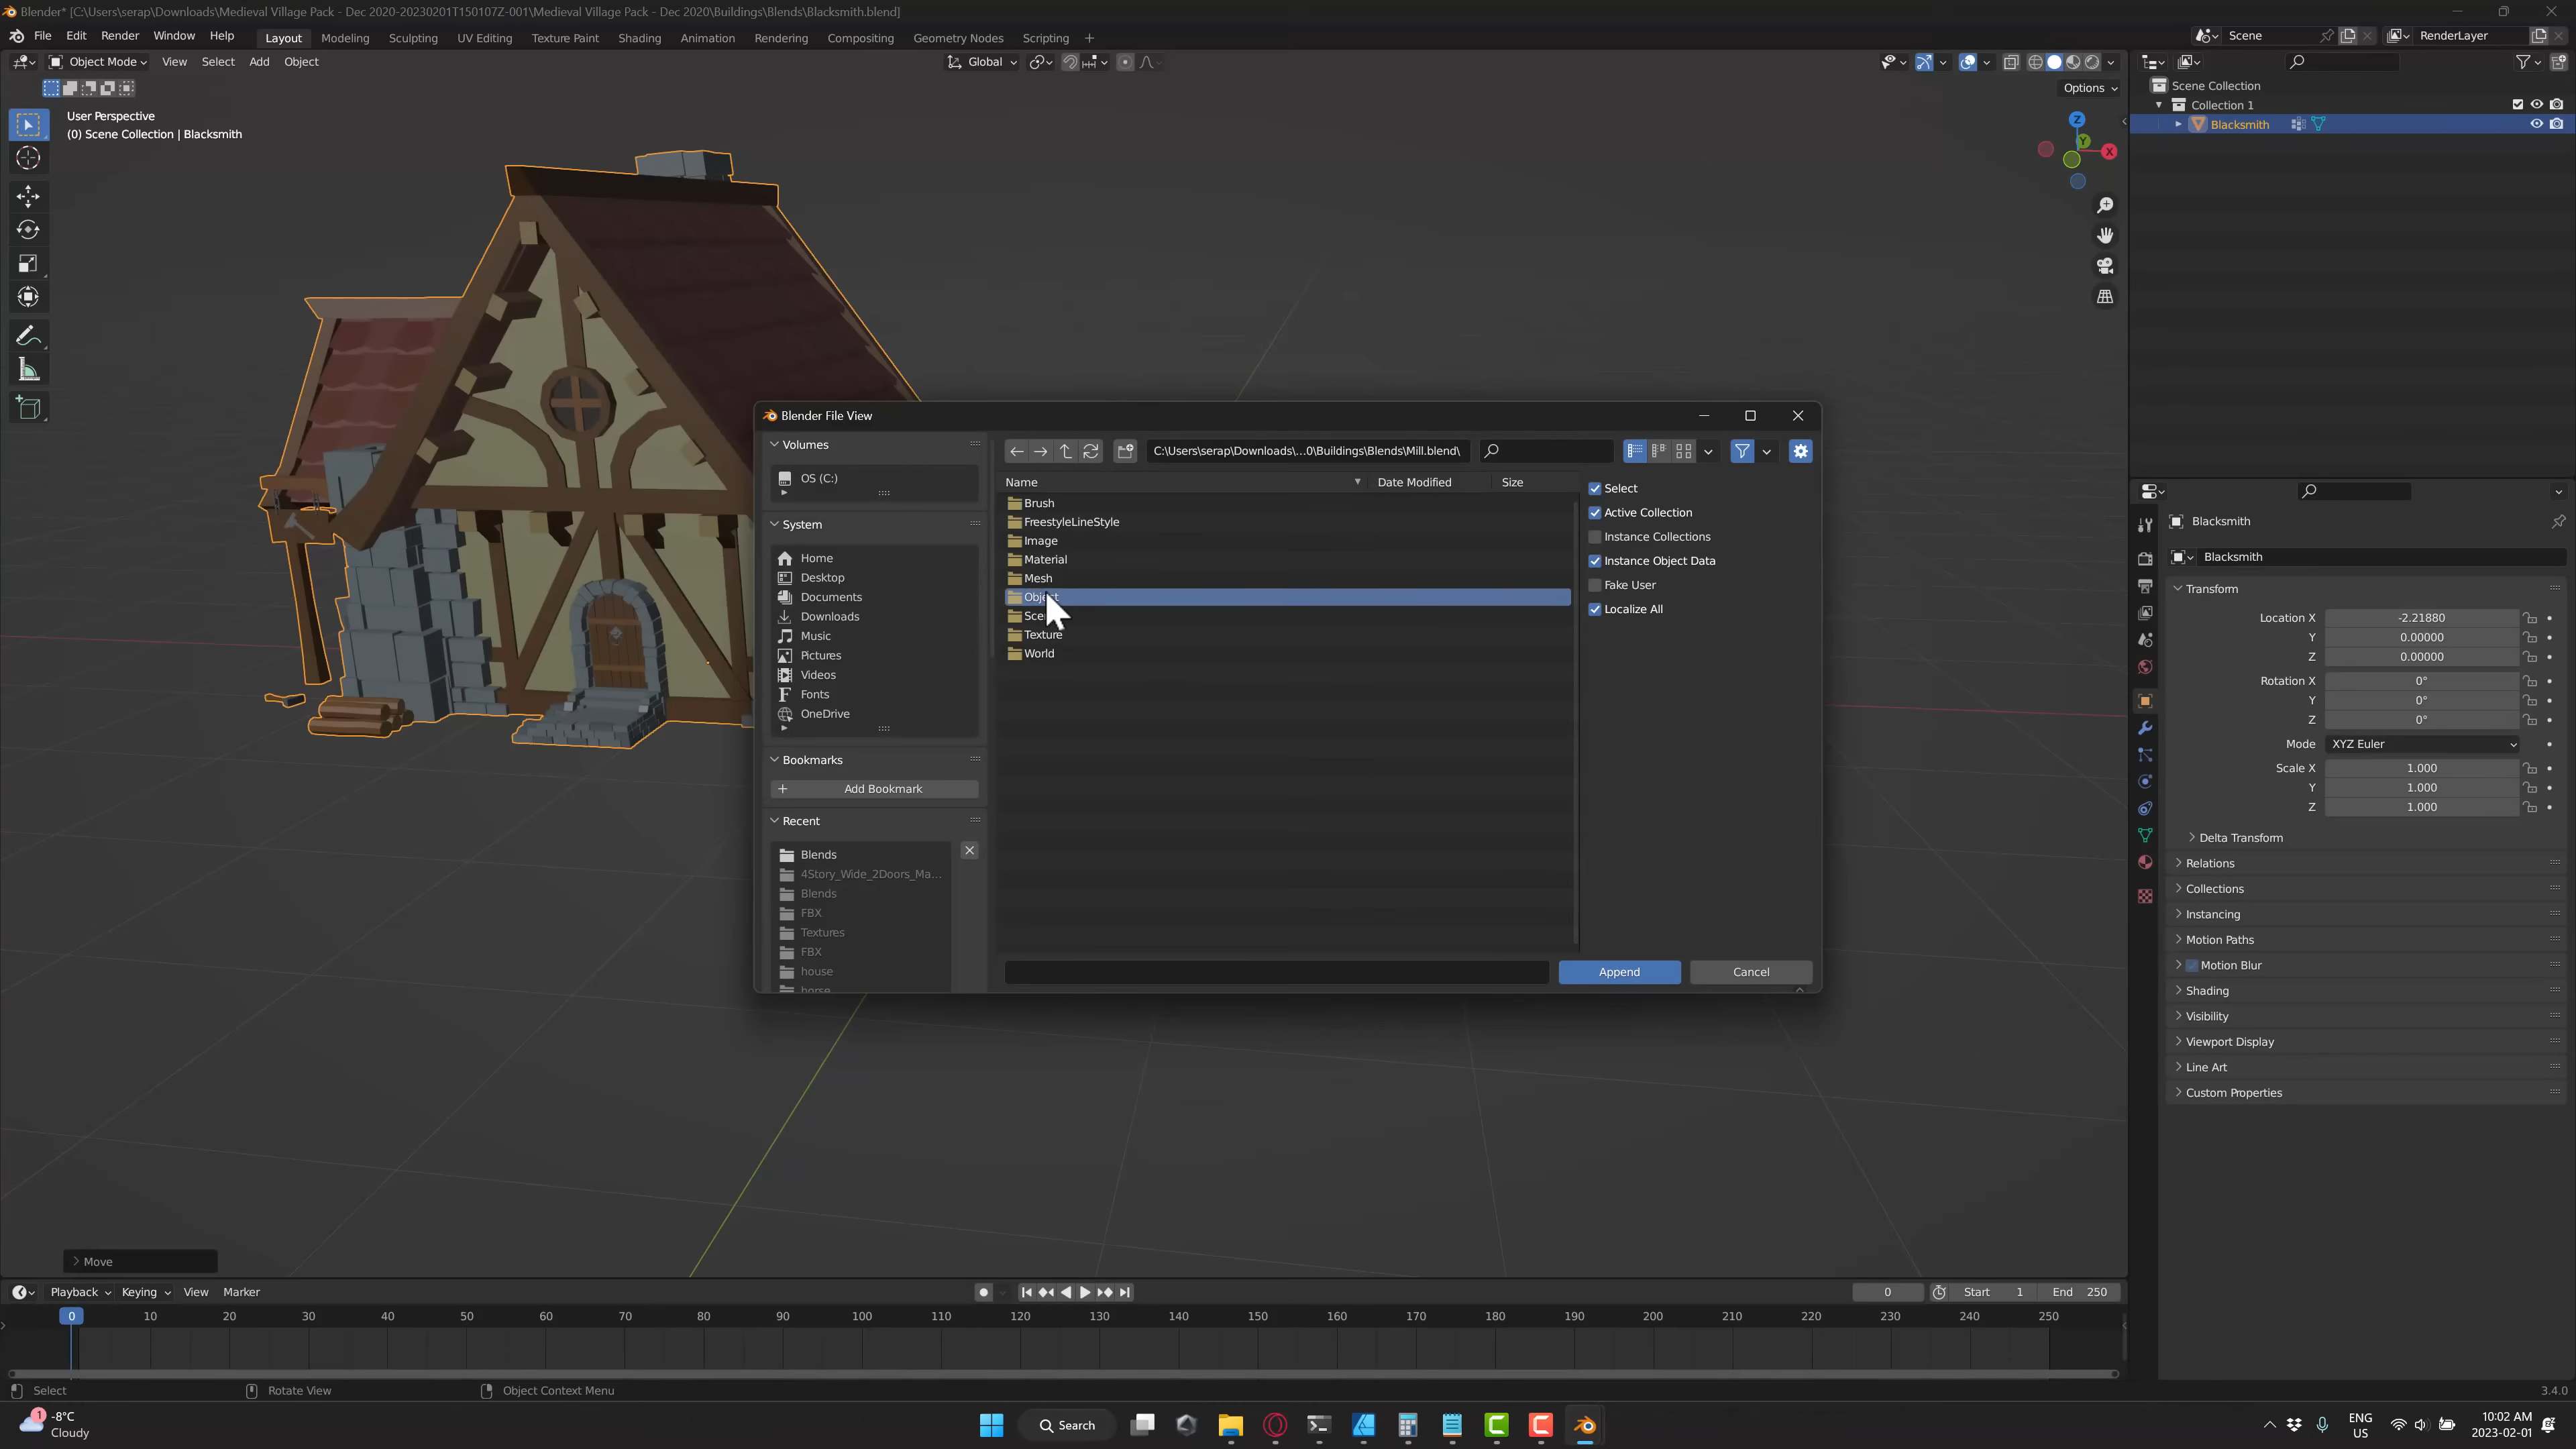 Blender* [C:\Users\serap\Downloads\Medieval Village Pack - Dec 2020-20230201T150107Z-001\Medieval Village Pack - Dec 2020\Buildings\Blends\Blacksmith.blend]
File Edit Render Window Help Layout Modeling Sculpting UV Editing Texture Paint Shading Animation Rendering Compositing Geometry Nodes Scripting + Scene RenderLayer
Object Mode View Select Add Object Global
Options
User Perspective
(0) Scene Collection | Blacksmith
Z
Y
X
Scene Collection
Collection 1
Blacksmith
Blender File View
Volumes
OS (C:)
System
Home
Desktop
Documents
Downloads
Music
Pictures
Videos
Fonts
OneDrive
Bookmarks
Add Bookmark
Recent
Blends
4Story_Wide_2Doors_Ma...
Blends
FBX
Textures
FBX
house
horse
C:\Users\serap\Downloads\...0\Buildings\Blends\Mill.blend\
Name Date Modified Size
Brush
FreestyleLineStyle
Image
Material
Mesh
Object
Texture
World
Select
Active Collection
Instance Collections
Instance Object Data
Fake User
Localize All
Append Cancel
Blacksmith
Blacksmith
Transform
Location X -2.21880
Y 0.00000
Z 0.00000
Rotation X 0°
Y 0°
Z 0°
Mode XYZ Euler
Scale X 1.000
Y 1.000
Z 1.000
Delta Transform
Relations
Collections
Instancing
Motion Paths
Motion Blur
Shading
Visibility
Viewport Display
Line Art
Custom Properties
Move
Playback Keying View Marker 0 Start 1 End 250
0 10 20 30 40 50 60 70 80 90 100 110 120 130 140 150 160 170 180 190 200 210 220 230 240 250
Select Rotate View Object Context Menu 3.4.0
1
-8°C
Cloudy
Search
ENG
US
10:02 AM
2023-02-01